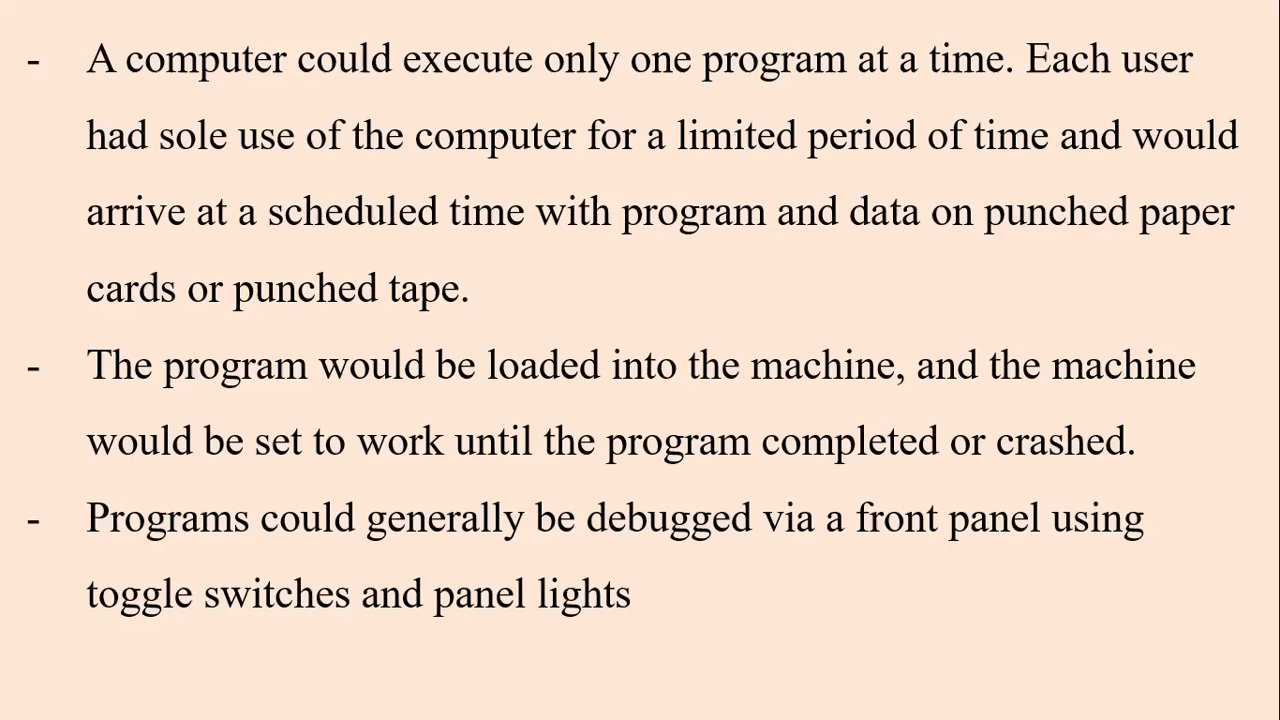 - A computer could execute only one program at a time. Each user
had sole use of the computer for a limited period of time and would
arrive at a scheduled time with program and data on punched paper
cards or punched tape.
- The program would be loaded into the machine, and the machine
would be set to work until the program completed or crashed.
- Programs could generally be debugged via a front panel using
toggle switches and panel lights